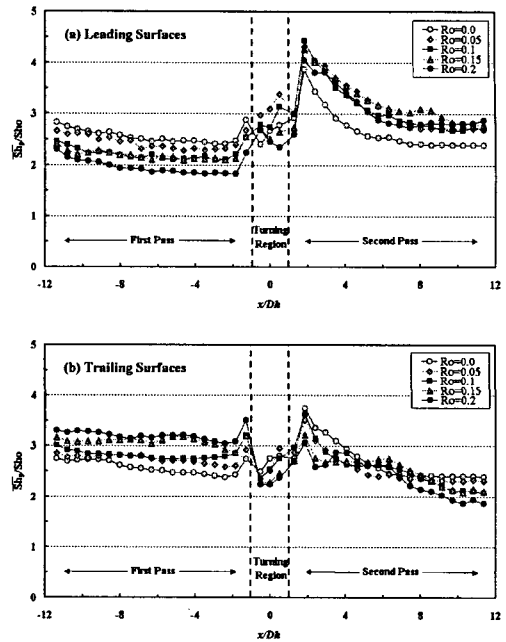 (a) Leading Surfaces
Ro=0.0
Ro=0.05
Ro=0.1
Ro=0.15
Ro=0.2
5
4
3
2
1
0
Shp/Sho
First Pass
Turning
Region
Second Pass
-12
-8
-4
0
4
8
12
x/Dh
(b) Trailing Surfaces
Ro=0.0
Ro=0.05
Ro=0.1
Ro=0.15
Ro=0.2
5
4
3
2
1
0
Shp/Sho
First Pass
Turning
Region
Second Pass
-12
-8
-4
0
4
8
12
x/Dh